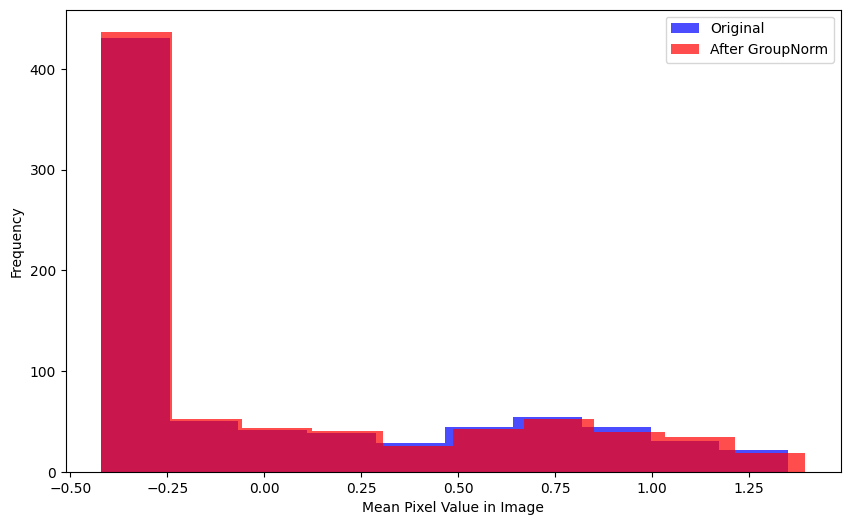 Original
After GroupNorm
Frequency
400
300
200
100
0
−0.50 −0.25 0.00 0.25 0.50 0.75 1.00 1.25
Mean Pixel Value in Image